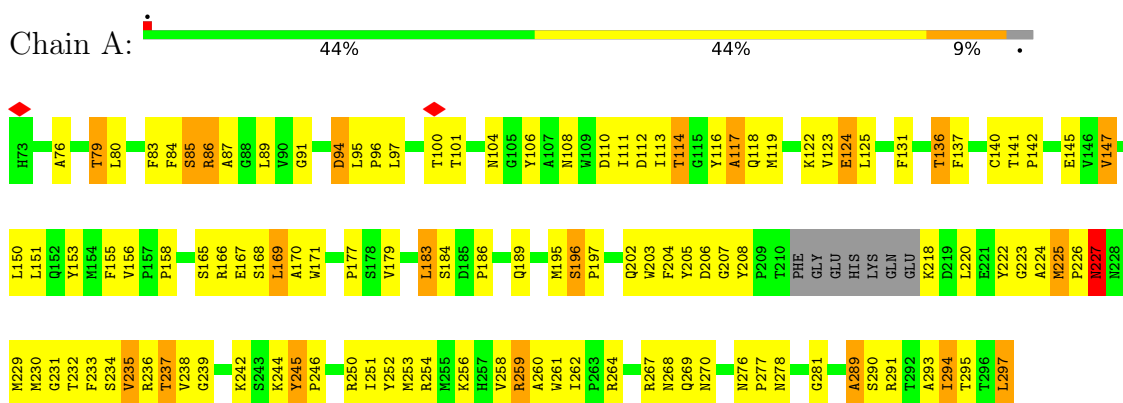 Chain A:
44% 44% 9%
H73 A76 T79 L80 F83 F84 S85 R86 A87 G88 L89 V90 G91 D94 L95 P96 L97 T100 T101 N104 G105 Y106 A107 N108 W109 D110 I111 D112 I113 T114 G115 Y116 A117 Q118 M119 K122 V123 E124 L125 F131 T136 F137 C140 T141 P142 E145 V146 V147
L150 L151 Q152 Y153 M154 F155 V156 P157 P158 S165 R166 E167 S168 L169 A170 W171 P177 S178 V179 L183 S184 D185 P186 Q189 M195 S196 P197 Q202 W203 F204 Y205 D206 G207 Y208 P209 T210 PHE GLY GLU HIS LYS GLN GLU K218 D219 L220 E221 Y222 G223 A224 M225 P226 N227 N228
M229 M230 G231 T232 F233 S234 V235 R236 T237 V238 G239 K242 S243 K244 Y245 P246 R250 I251 Y252 M253 R254 M255 K256 H257 V258 R259 A260 W261 I262 P263 R264 R267 N268 Q269 N270 N276 P277 N278 G281 A289 S290 R291 T292 A293 I294 T295 T296 L297